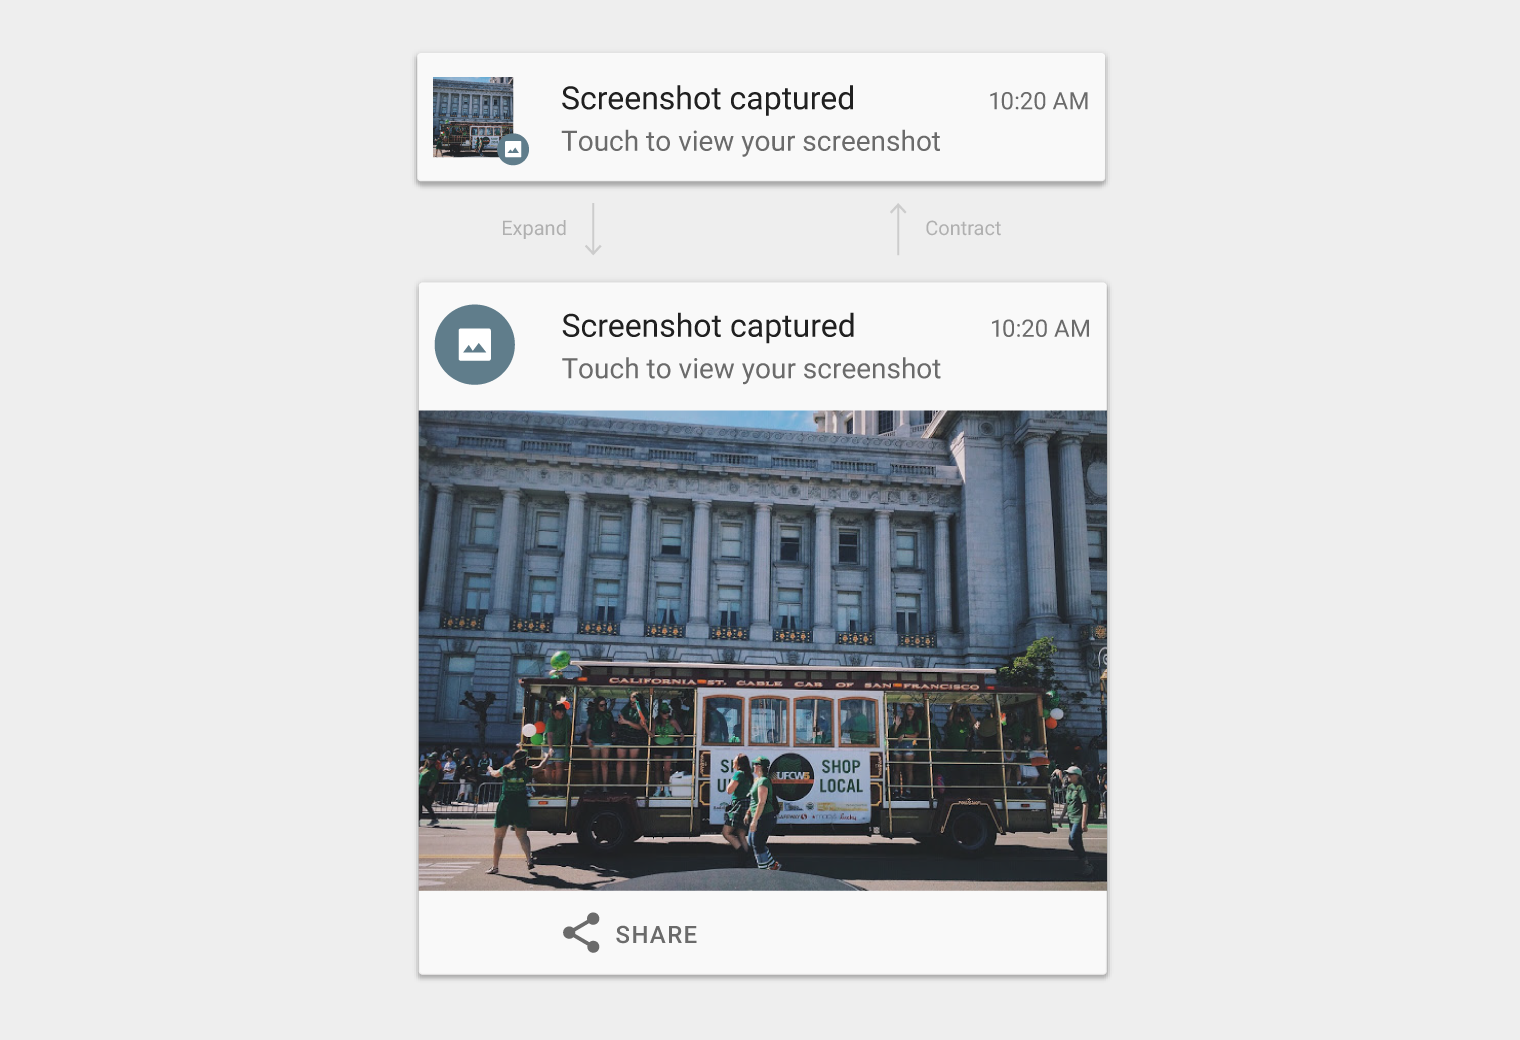 Screenshot captured
10:20 AM
Touch to view your screenshot
Expand
Contract
Screenshot captured
10:20 AM
Touch to view your screenshot
CALIFORNIA ST. CABLE CAR OF SAN FRANCISCO
SHOP
UFCW5
LOCAL
SHARE